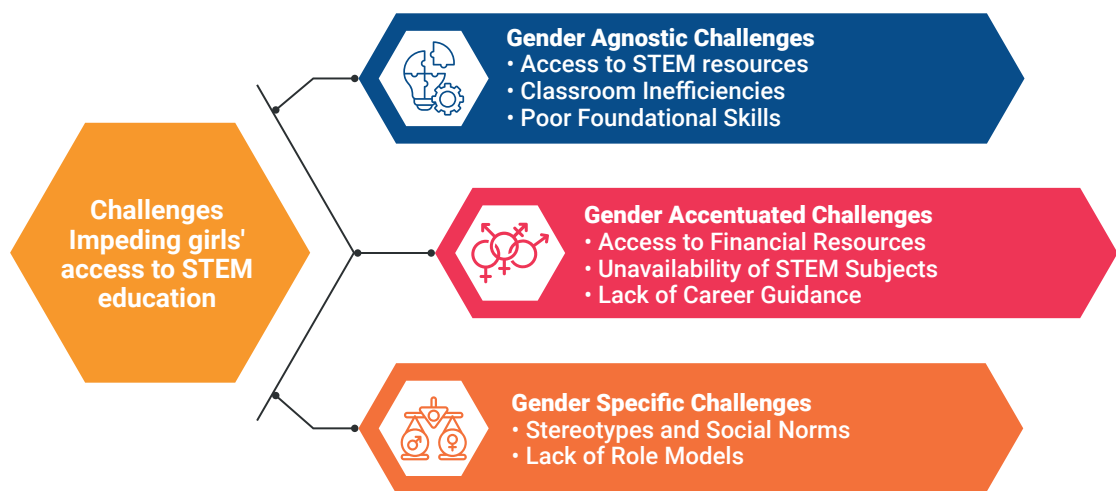 Challenges
Impeding girls'
access to STEM
education
Gender Agnostic Challenges
• Access to STEM resources
• Classroom Inefficiencies
• Poor Foundational Skills
Gender Accentuated Challenges
• Access to Financial Resources
• Unavailability of STEM Subjects
• Lack of Career Guidance
Gender Specific Challenges
• Stereotypes and Social Norms
• Lack of Role Models